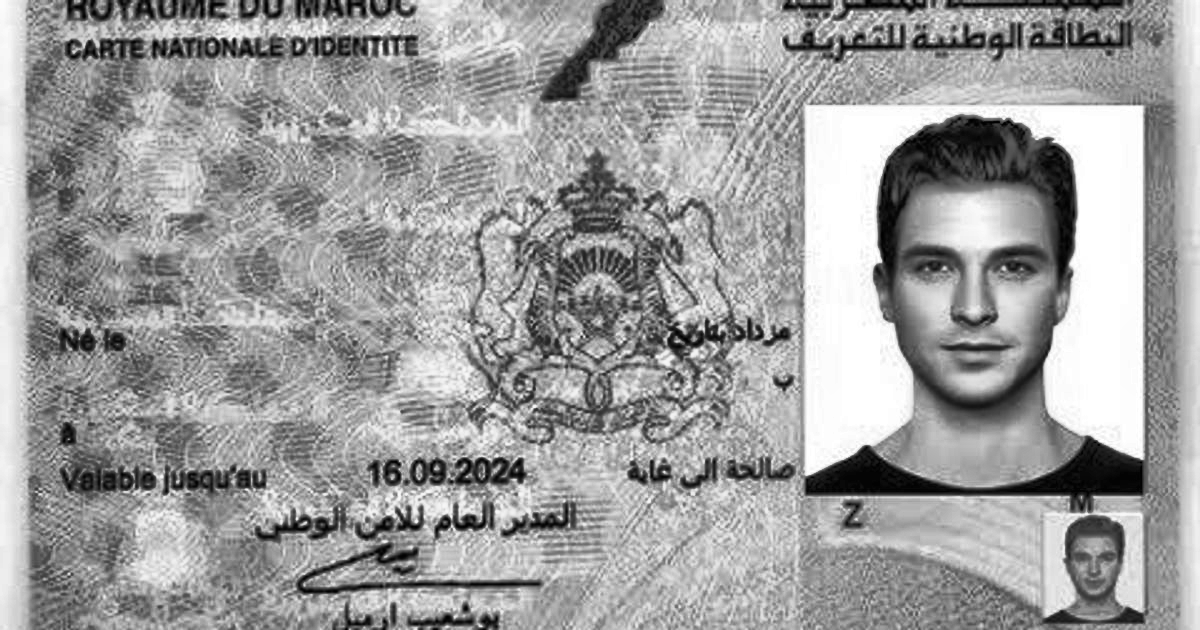 ROYAUME DU MAROC
المملكة المغربية
CARTE NATIONALE D'IDENTITE
البطاقة الوطنية للتعريف
Né le
مزداد بتاريخ
ب
à
Valable jusqu'au 16.09.2024 صالحة الى غاية
المدير العام للامن الوطني
Z M
بوشعيب ارميل